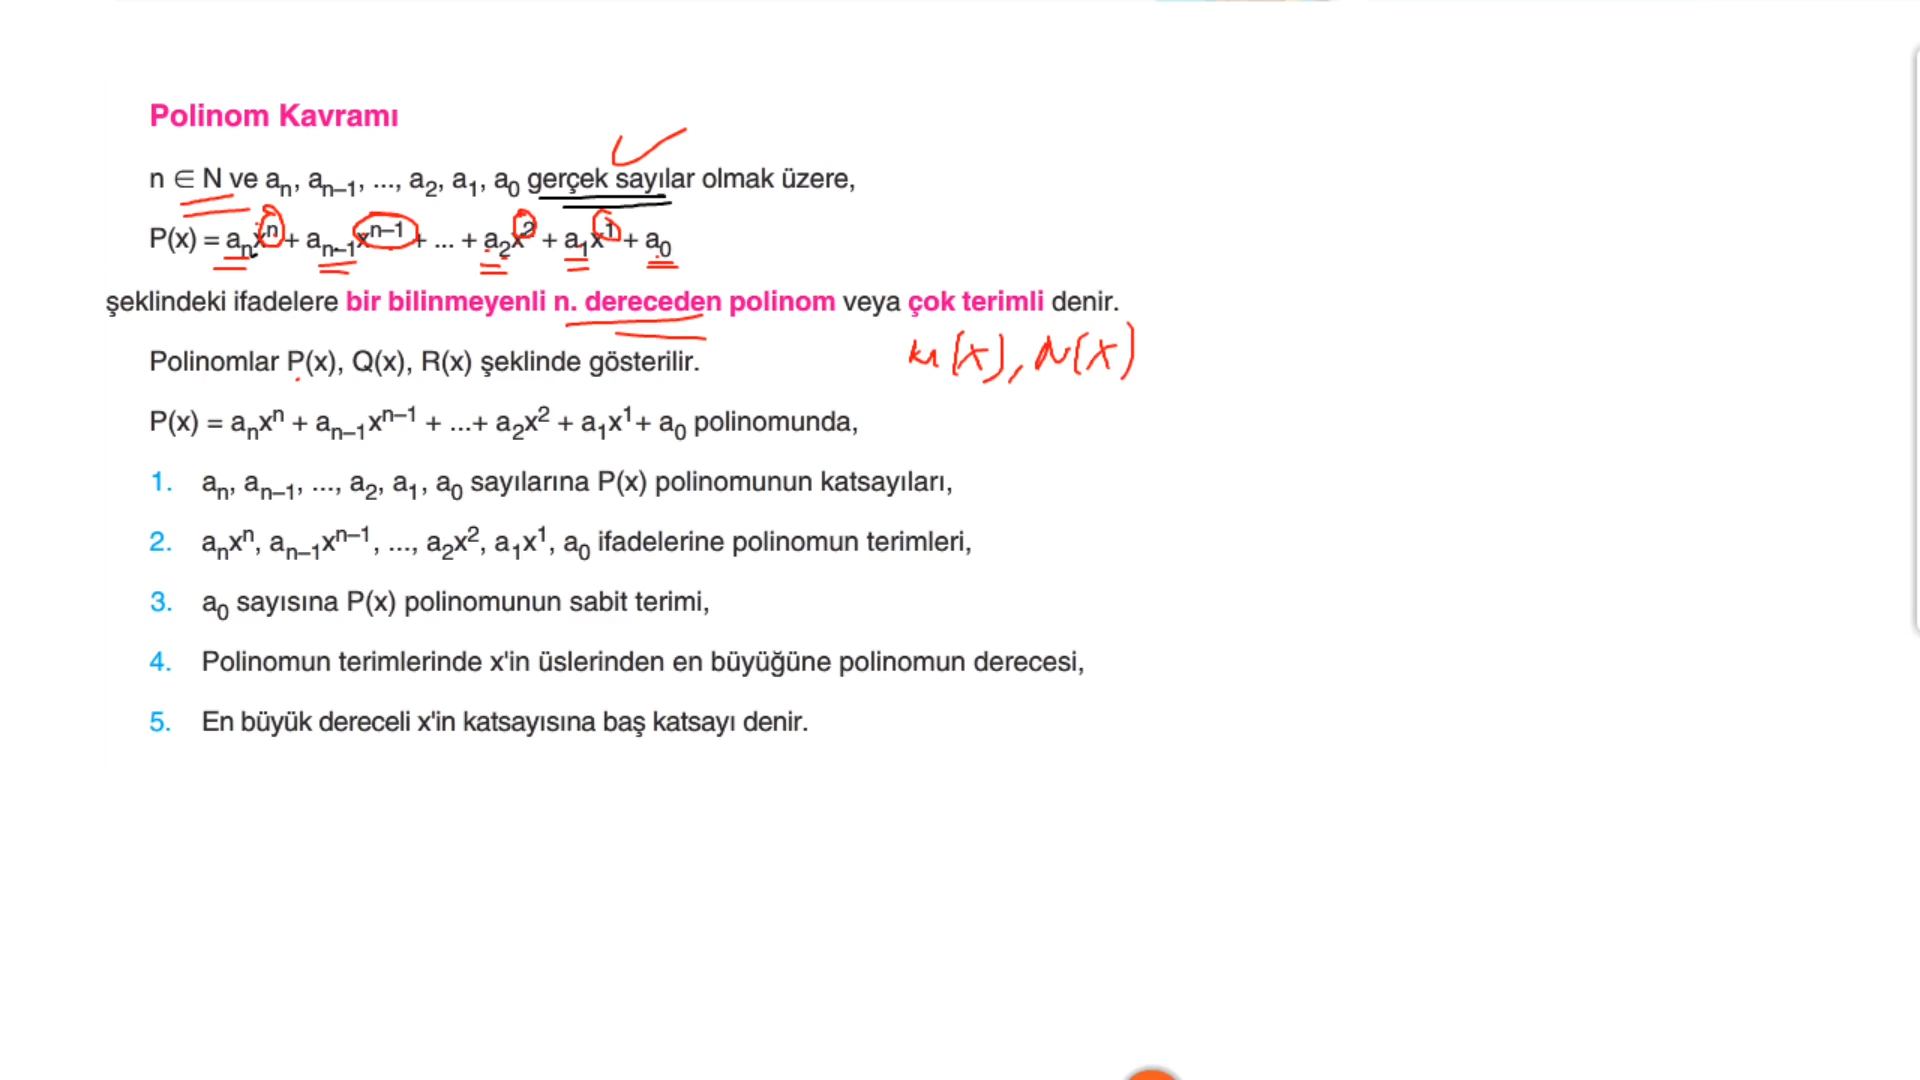 Polinom Kavramı
n ∈ N ve aₙ, aₙ₋₁, ..., a₂, a₁, a₀ gerçek sayılar olmak üzere,
P(x) = aₙxⁿ + aₙ₋₁xⁿ⁻¹ + ... + a₂x² + a₁x¹ + a₀
şeklindeki ifadelere bir bilinmeyenli n. dereceden polinom veya çok terimli denir.
Polinomlar P(x), Q(x), R(x) şeklinde gösterilir.
M(x), N(x)
P(x) = aₙxⁿ + aₙ₋₁xⁿ⁻¹ + ...+ a₂x² + a₁x¹+ a₀ polinomunda,
1. aₙ, aₙ₋₁, ..., a₂, a₁, a₀ sayılarına P(x) polinomunun katsayıları,
2. aₙxⁿ, aₙ₋₁xⁿ⁻¹, ..., a₂x², a₁x¹, a₀ ifadelerine polinomun terimleri,
3. a₀ sayısına P(x) polinomunun sabit terimi,
4. Polinomun terimlerinde x'in üslerinden en büyüğüne polinomun derecesi,
5. En büyük dereceli x'in katsayısına baş katsayı denir.